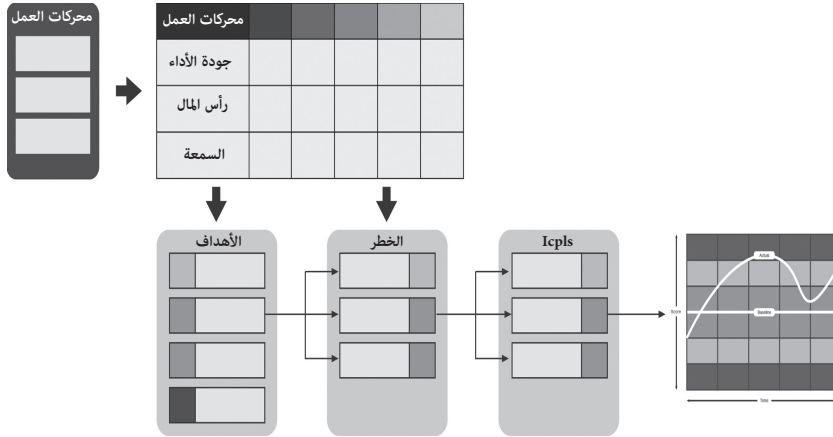 محركات العمل
محركات العمل
جودة الأداء
رأس المال
السمعة
الأهداف
الخطر
Icpls
Actual
Baseline
Score
Time